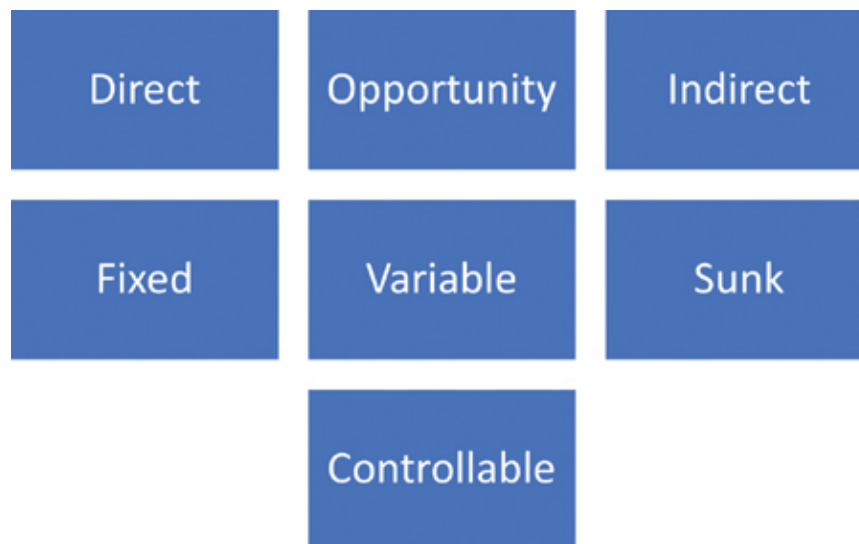 Direct
Opportunity
Indirect
Fixed
Variable
Sunk
Controllable